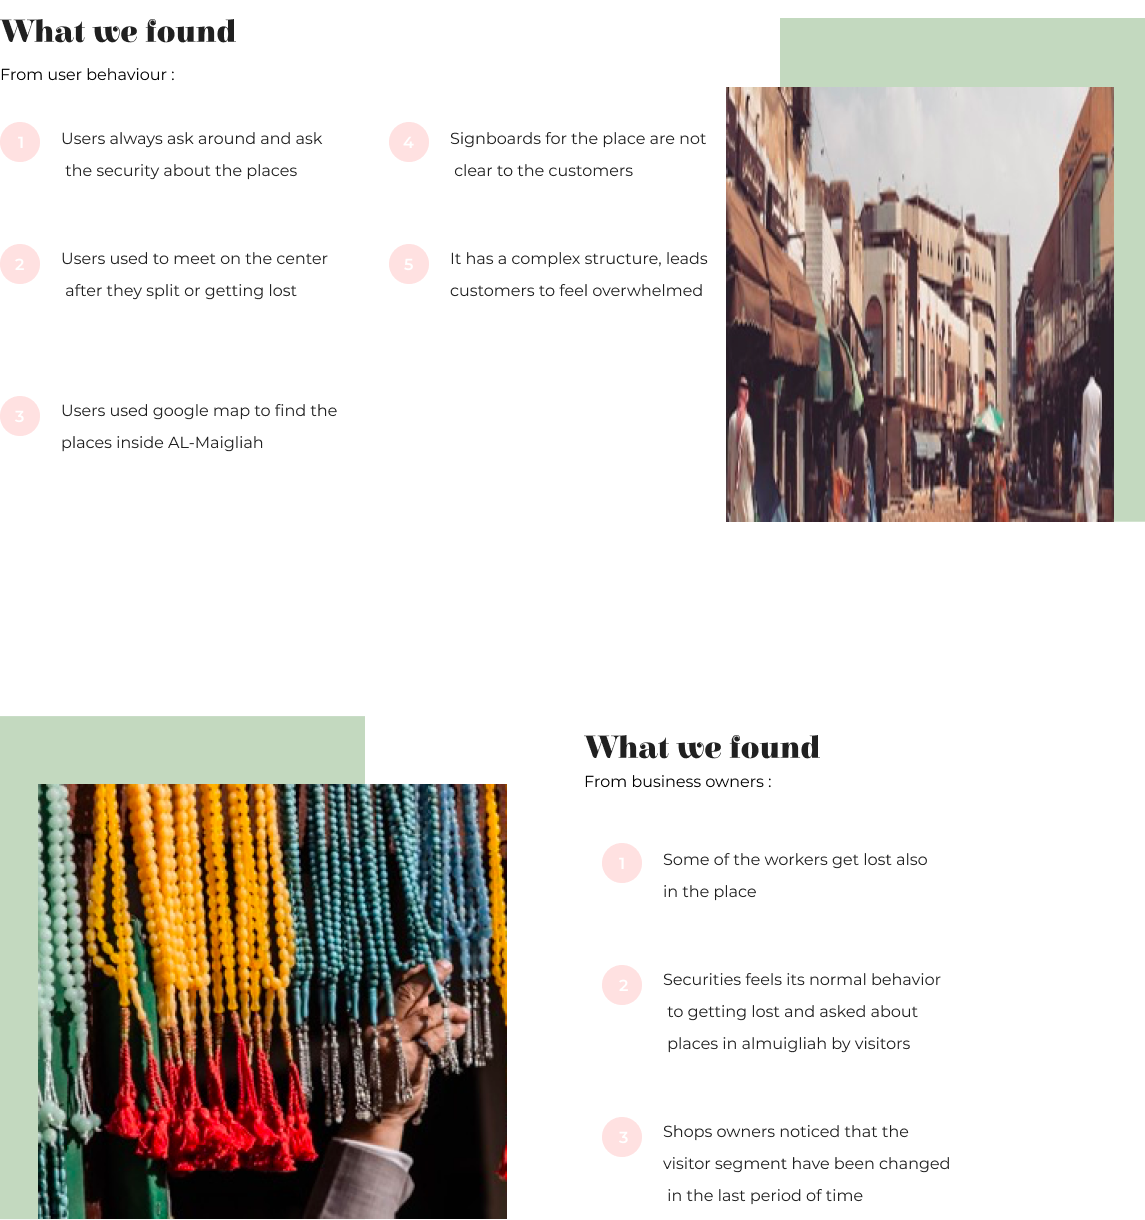 What we found
From user behaviour :
1
Users always ask around and ask
the security about the places
2
Users used to meet on the center
after they split or getting lost
3
Users used google map to find the
places inside AL-Maigliah
4
Signboards for the place are not
clear to the customers
5
It has a complex structure, leads
customers to feel overwhelmed
What we found
From business owners :
1
Some of the workers get lost also
in the place
2
Securities feels its normal behavior
to getting lost and asked about
places in almuigliah by visitors
3
Shops owners noticed that the
visitor segment have been changed
in the last period of time